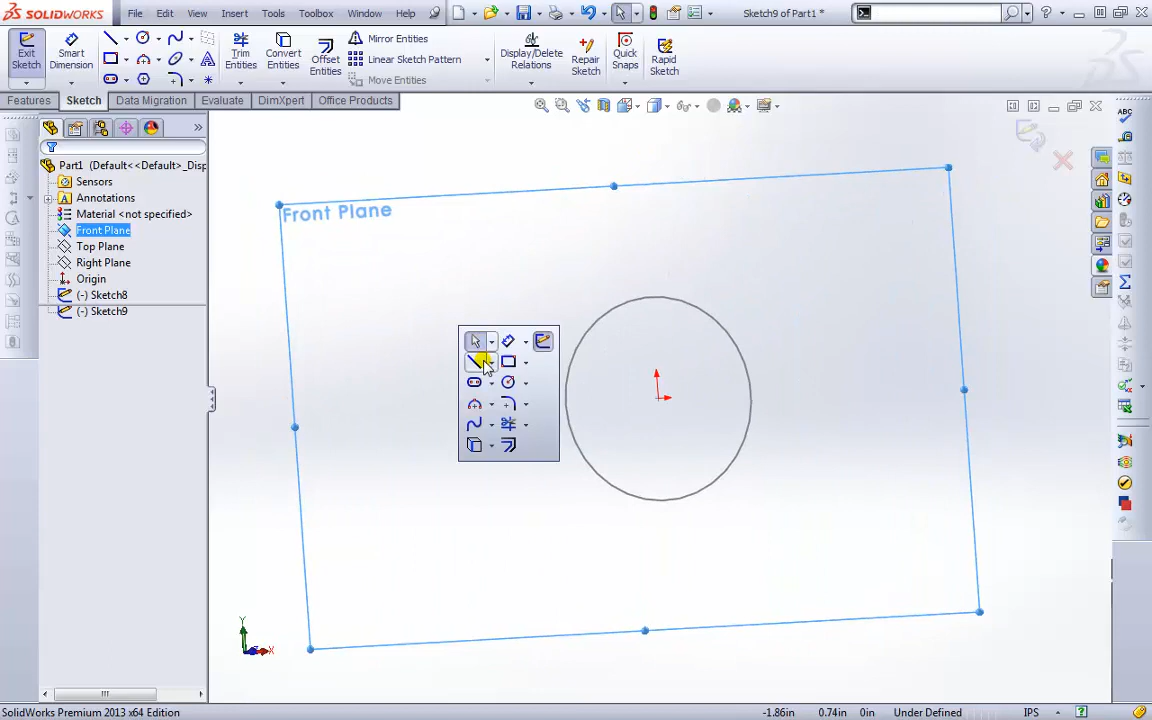 SOLIDWORKS File Edit View Insert Tools Toolbox Window Help Sketch9 of Part1 *
Exit Sketch
Smart Dimension
Trim Entities
Convert Entities
Offset Entities
Mirror Entities
Linear Sketch Pattern
Move Entities
Display/Delete Relations
Repair Sketch
Quick Snaps
Rapid Sketch
Features Sketch Data Migration Evaluate DimXpert Office Products
Part1 (Default<<Default>_Disp
Sensors
Annotations
Material <not specified>
Front Plane
Top Plane
Right Plane
Origin
(-) Sketch8
(-) Sketch9
Front Plane
Y
X
ABC
SolidWorks Premium 2013 x64 Edition -1.86in 0.74in 0in Under Defined IPS